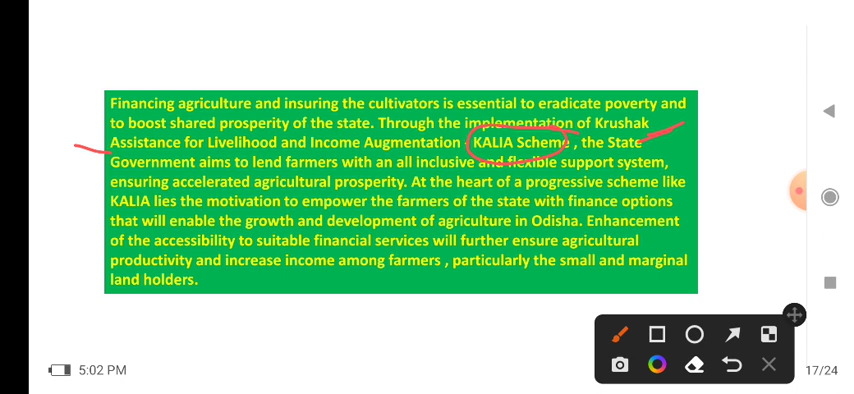 Financing agriculture and insuring the cultivators is essential to eradicate poverty and
to boost shared prosperity of the state. Through the implementation of Krushak
Assistance for Livelihood and Income Augmentation - KALIA Scheme , the State
Government aims to lend farmers with an all inclusive and flexible support system,
ensuring accelerated agricultural prosperity. At the heart of a progressive scheme like
KALIA lies the motivation to empower the farmers of the state with finance options
that will enable the growth and development of agriculture in Odisha. Enhancement
of the accessibility to suitable financial services will further ensure agricultural
productivity and increase income among farmers , particularly the small and marginal
land holders.
5:02 PM
17/24